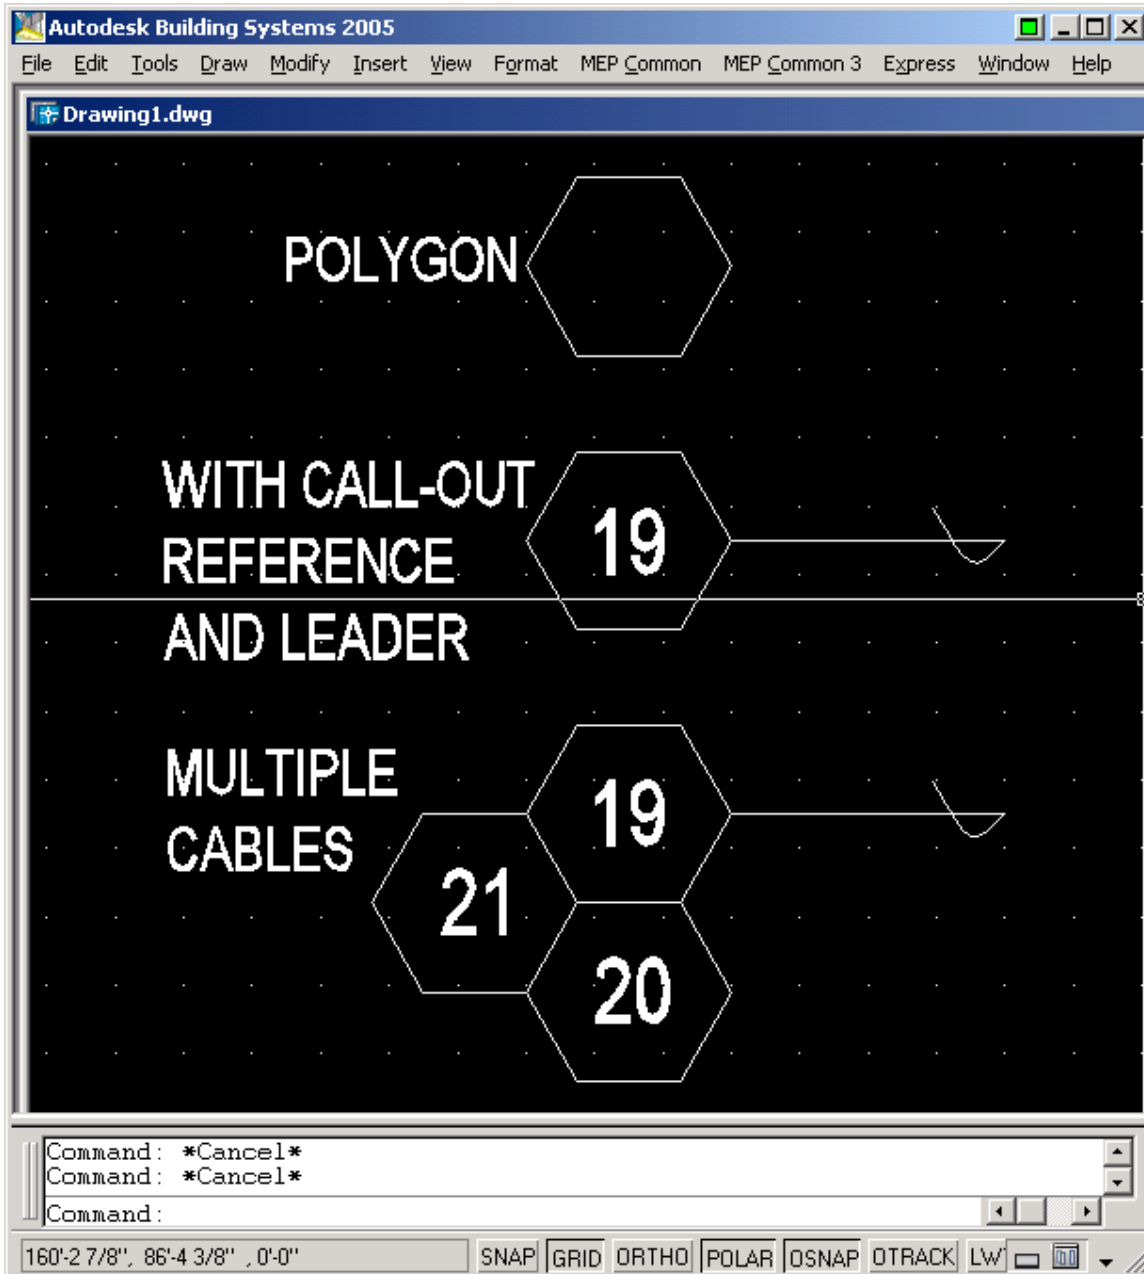 Autodesk Building Systems 2005
File Edit Tools Draw Modify Insert View Format MEP Common MEP Common 3 Express Window Help
Drawing1.dwg
POLYGON
WITH CALL-OUT
REFERENCE
AND LEADER
19
MULTIPLE
CABLES
19
21
20
Command: *Cancel*
Command: *Cancel*
Command:
160'-2 7/8", 86'-4 3/8" , 0'-0" SNAP GRID ORTHO POLAR OSNAP OTRACK LW